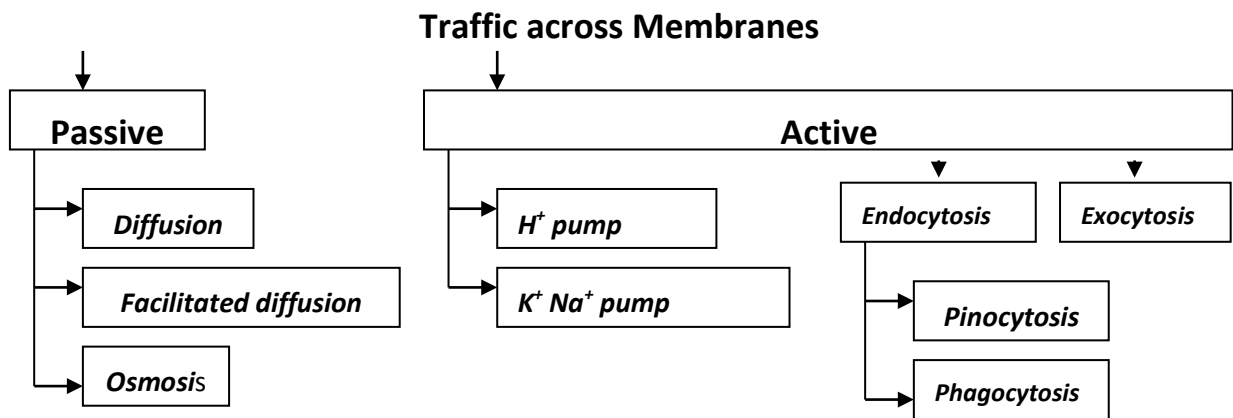 Traffic across Membranes
Passive
Active
Diffusion
Facilitated diffusion
Osmosis
H⁺ pump
K⁺ Na⁺ pump
Endocytosis
Exocytosis
Pinocytosis
Phagocytosis